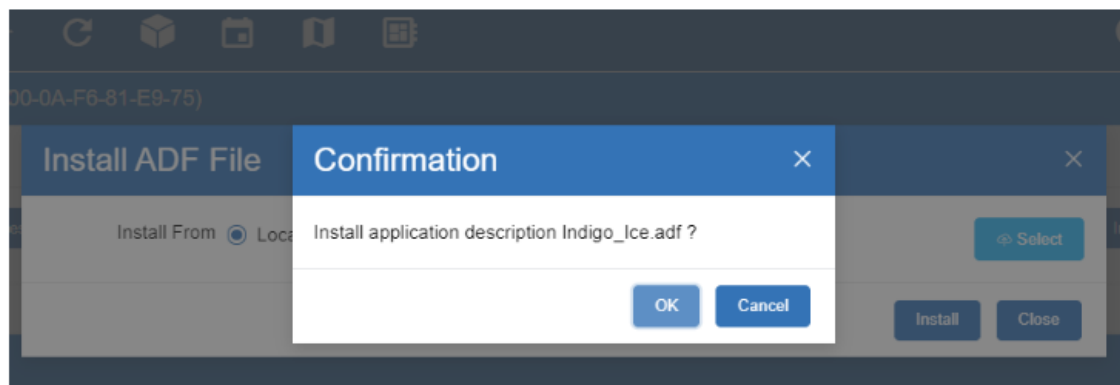 00-0A-F6-81-E9-75)
Install ADF File
Confirmation
Install From
Install application description Indigo_Ice.adf ?
Select
OK
Cancel
Install
Close